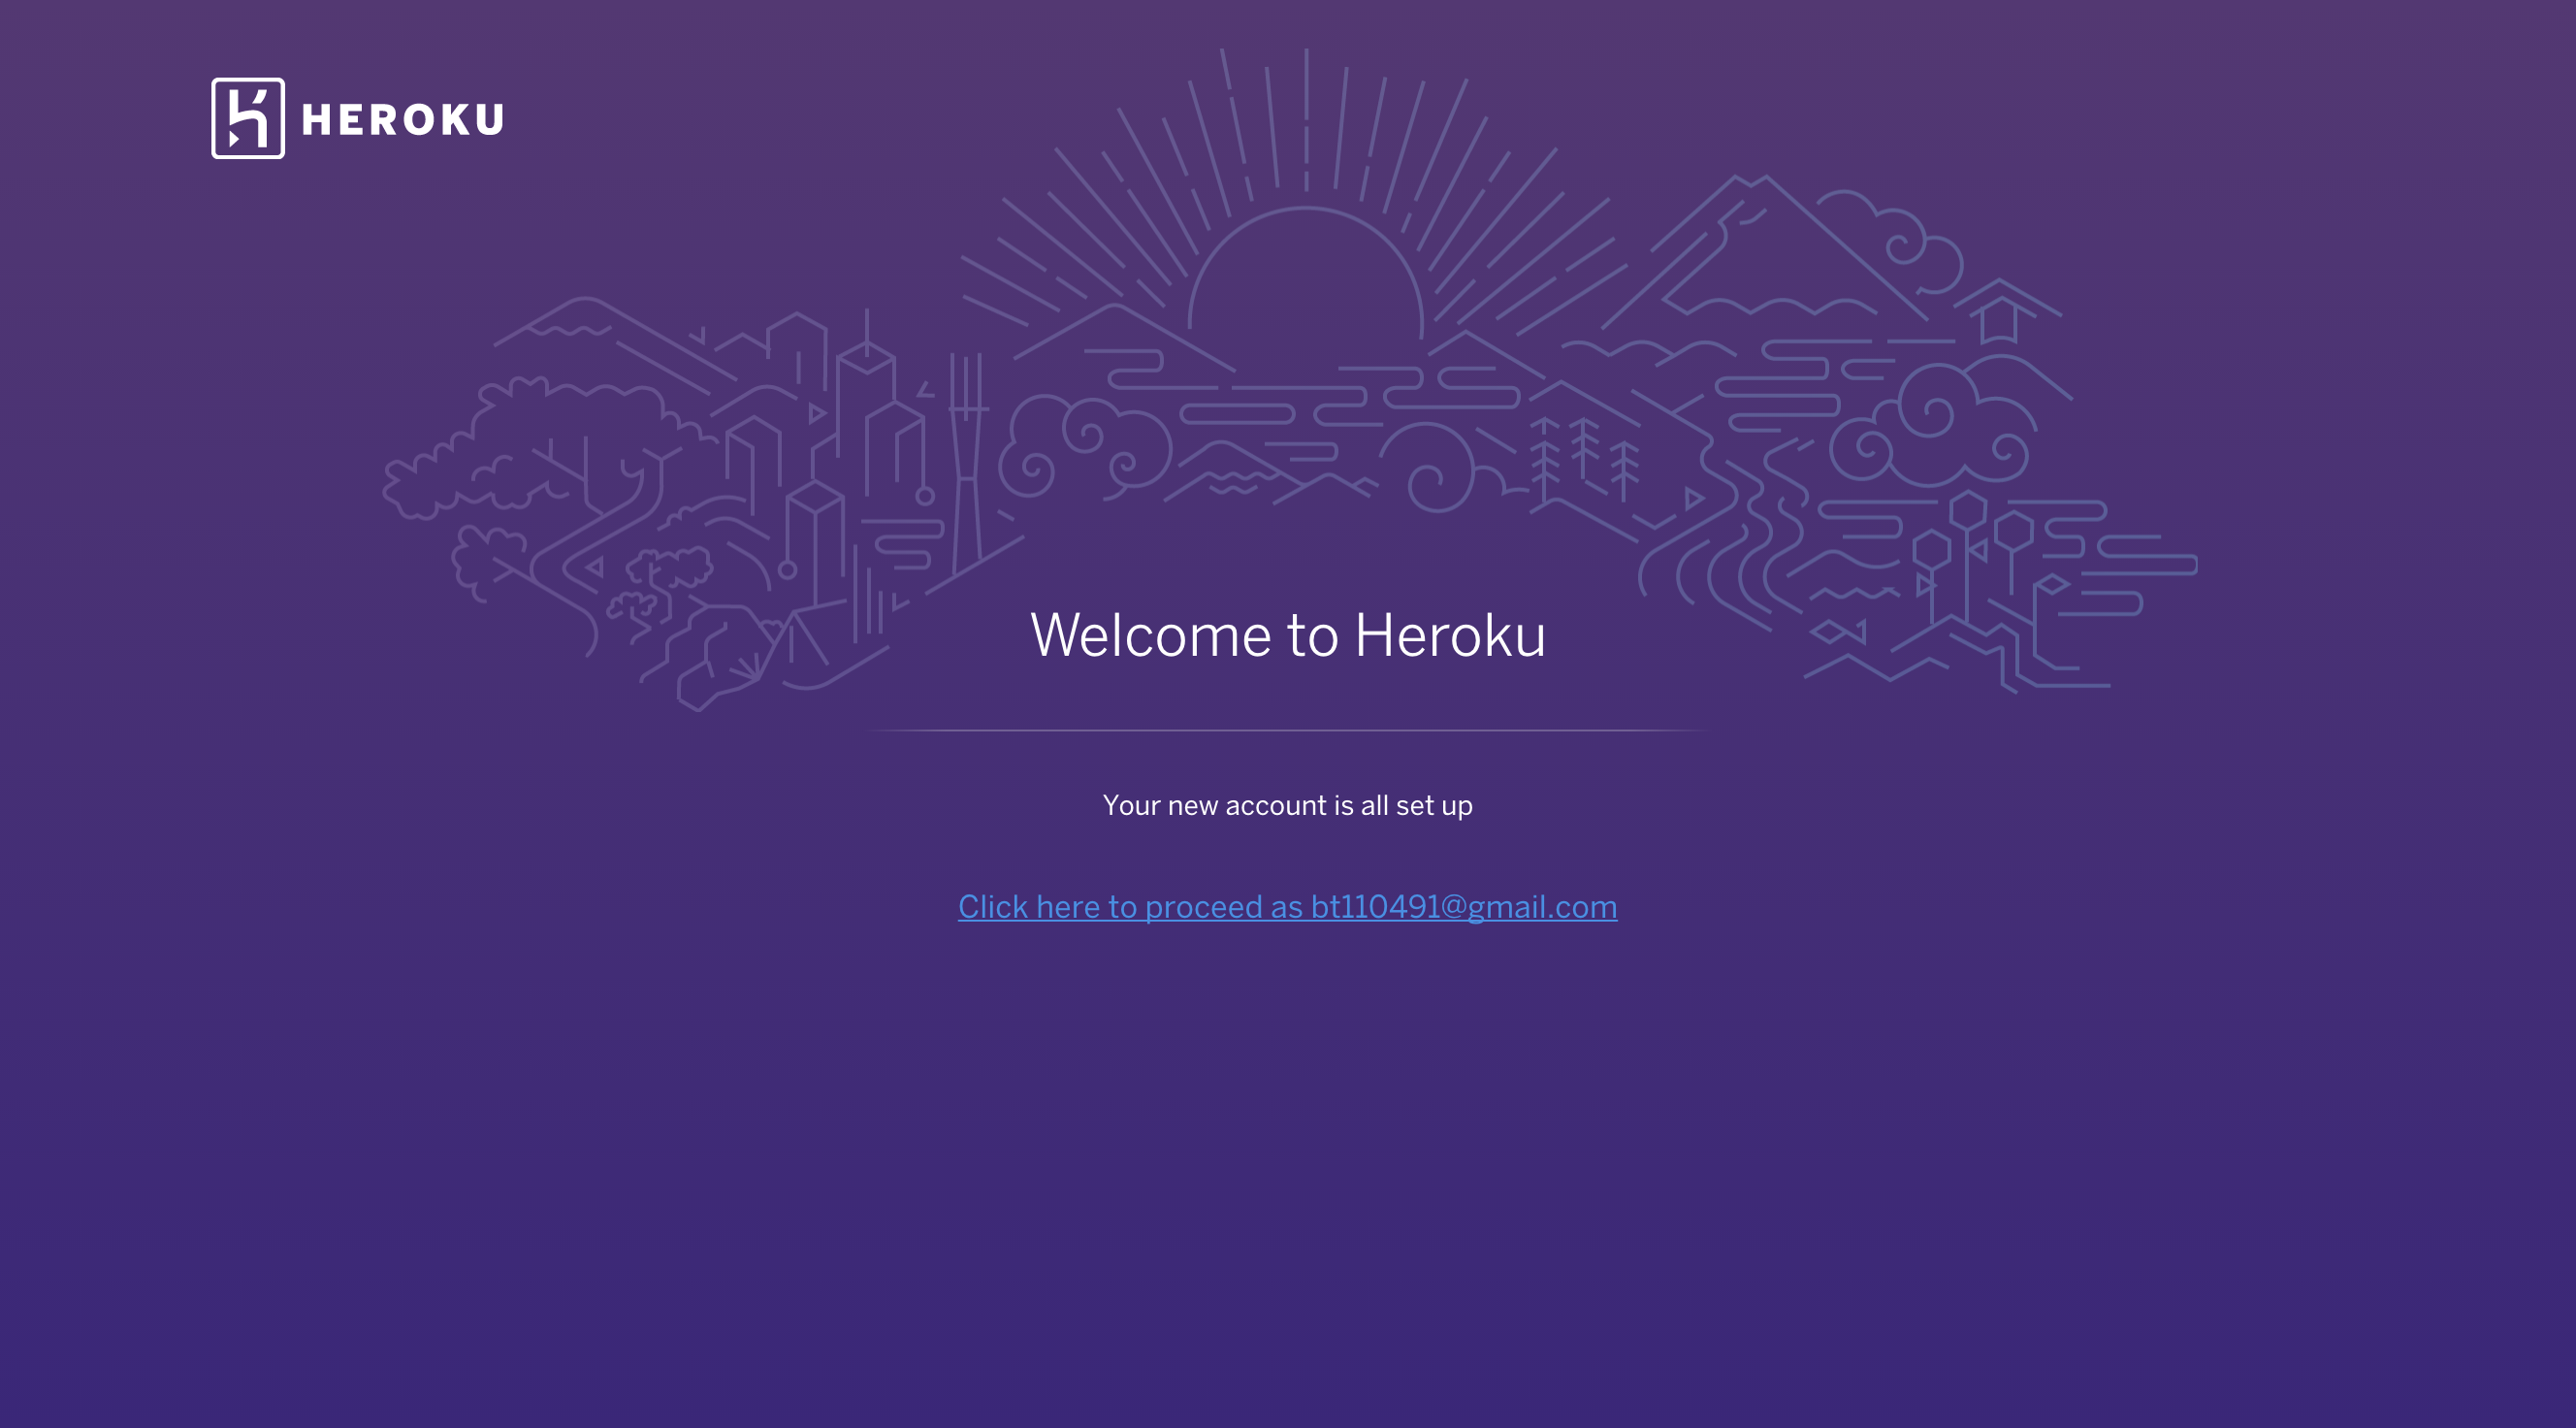 HEROKU
Welcome to Heroku
Your new account is all set up
Click here to proceed as bt110491@gmail.com